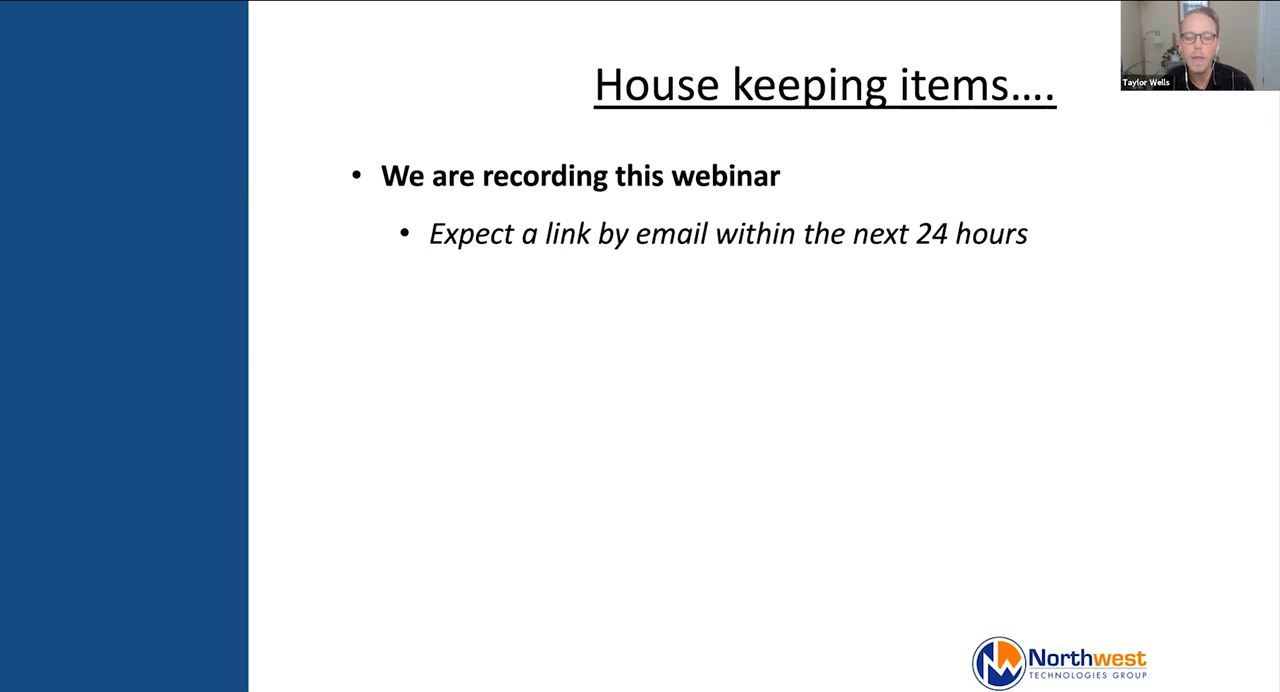 House keeping items....
Taylor Wells
• We are recording this webinar
• Expect a link by email within the next 24 hours
NW
Northwest
TECHNOLOGIES GROUP